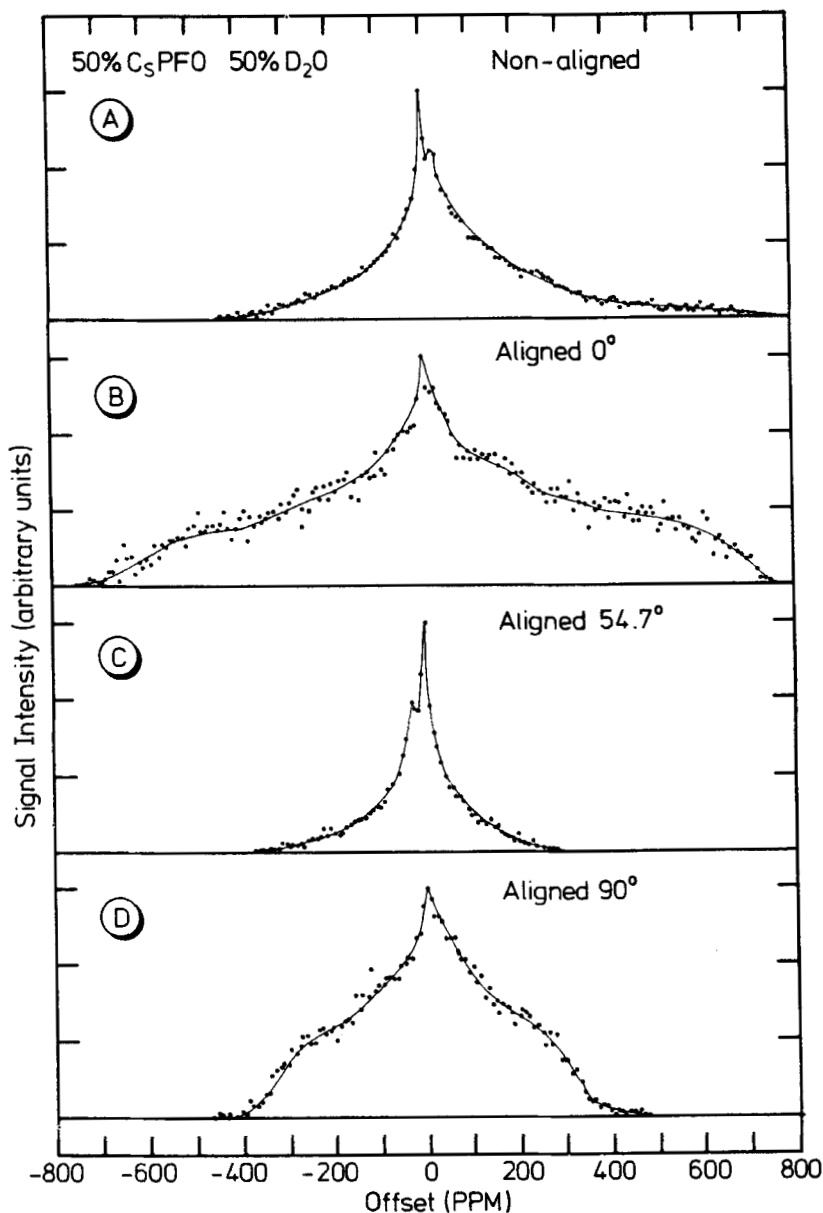 50% CsPFO 50% D₂O Non-aligned
A
Aligned 0°
B
Aligned 54.7°
C
Aligned 90°
D
Signal Intensity (arbitrary units)
-800 -600 -400 -200 0 200 400 600 800
Offset (PPM)